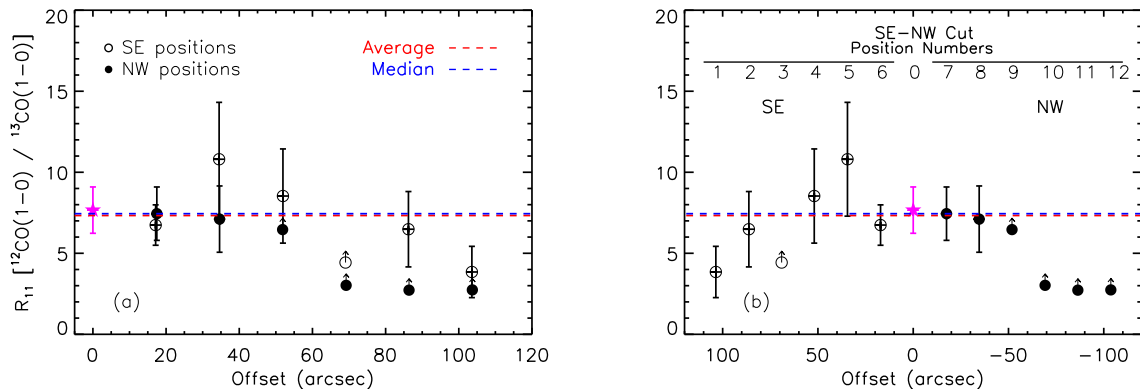 R₁₁ [¹²CO(1−0) / ¹³CO(1−0)]
20
15
10
5
0
○ SE positions
● NW positions
Average
Median
(a)
0 20 40 60 80 100 120
Offset (arcsec)
20
15
10
5
0
SE−NW Cut
Position Numbers
1 2 3 4 5 6 0 7 8 9 10 11 12
SE NW
(b)
100 50 0 −50 −100
Offset (arcsec)